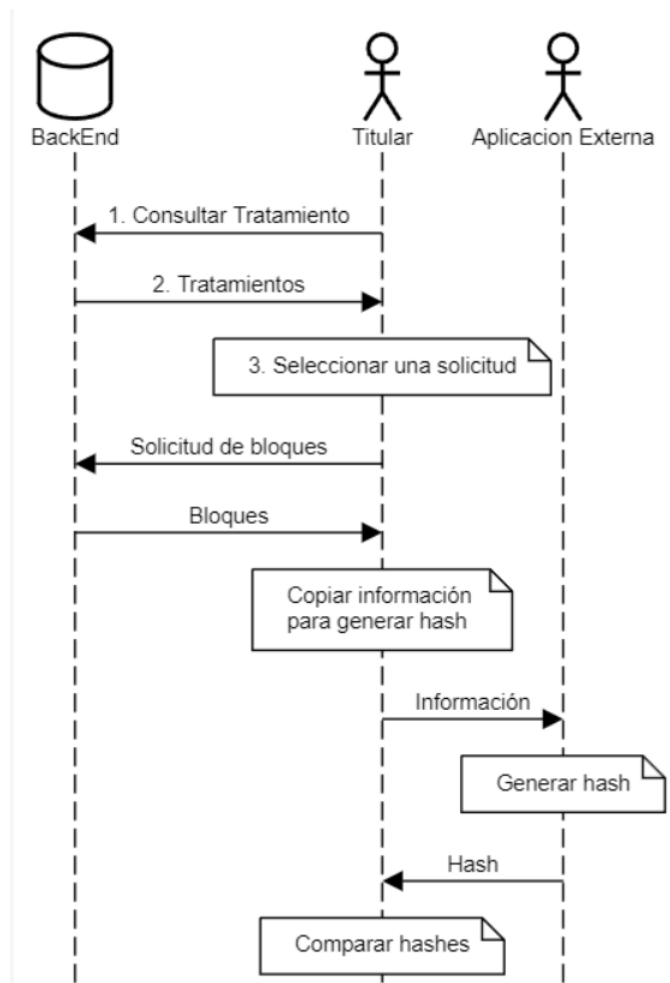 BackEnd
Titular
Aplicacion Externa
1. Consultar Tratamiento
2. Tratamientos
3. Seleccionar una solicitud
Solicitud de bloques
Bloques
Copiar información
para generar hash
Información
Generar hash
Hash
Comparar hashes